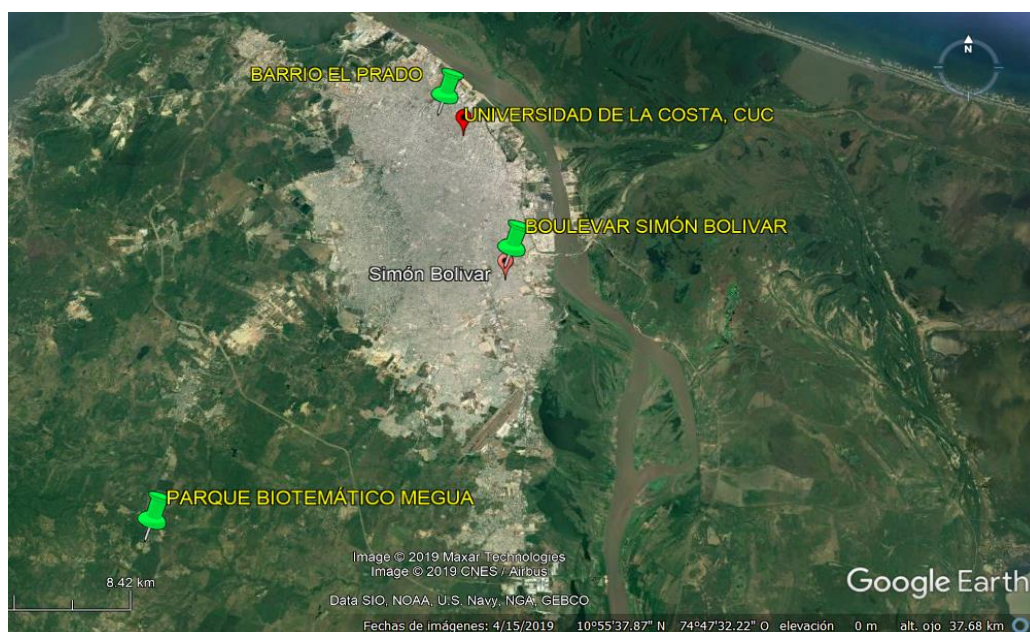 N
BARRIO EL PRADO
UNIVERSIDAD DE LA COSTA, CUC
BOULEVAR SIMÓN BOLIVAR
Simón Bolivar
PARQUE BIOTEMÁTICO MEGUA
Image © 2019 Maxar Technologies
Image © 2019 CNES / Airbus
8.42 km
Google Earth
Data SIO, NOAA, U.S. Navy, NGA, GEBCO
Fechas de imágenes: 4/15/2019 10°55'37.87" N 74°47'32.22" O elevación 0 m alt. ojo 37.68 km